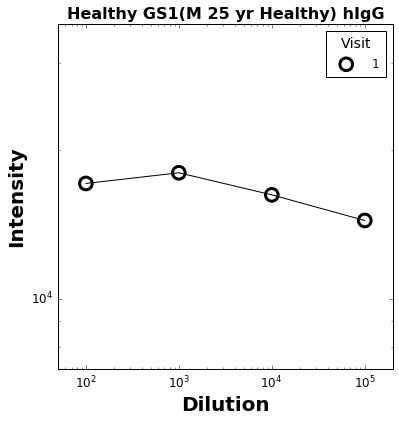 Healthy GS1(M 25 yr Healthy) hIgG
Visit
1
Intensity
10⁴
10² 10³ 10⁴ 10⁵
Dilution